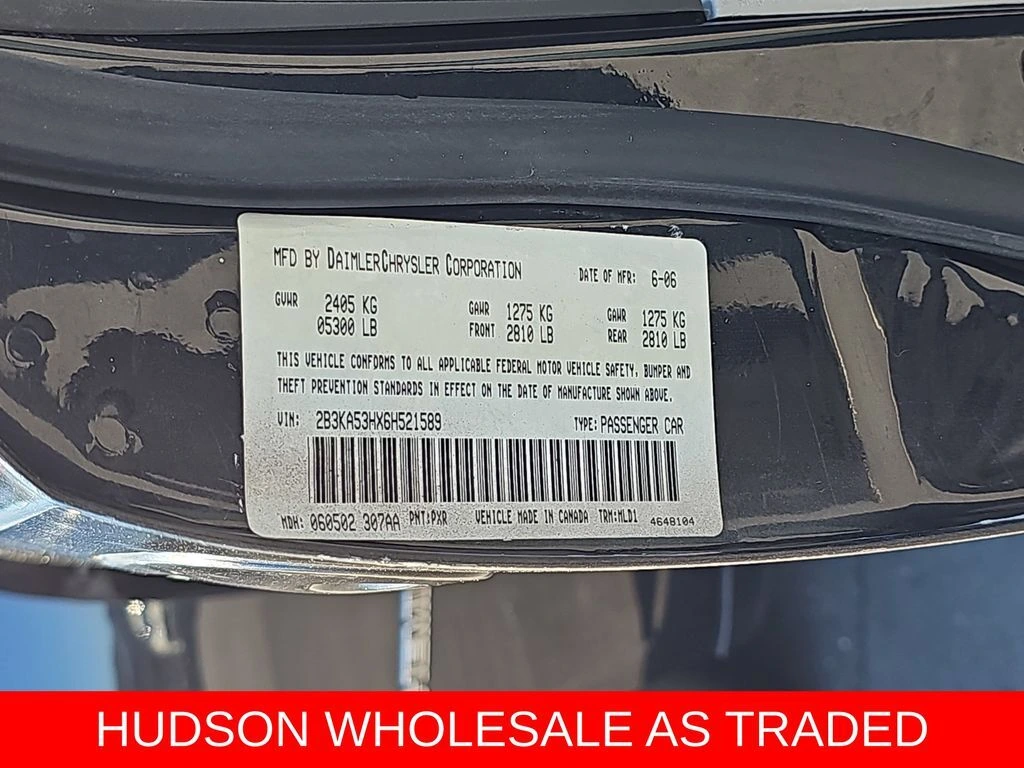 MFD BY DAIMLERCHRYSLER CORPORATION DATE OF MFR: 6-06
GVWR 2405 KG GAWR 1275 KG GAWR 1275 KG
05300 LB FRONT 2810 LB REAR 2810 LB
THIS VEHICLE CONFORMS TO ALL APPLICABLE FEDERAL MOTOR VEHICLE SAFETY, BUMPER AND
THEFT PREVENTION STANDARDS IN EFFECT ON THE DATE OF MANUFACTURE SHOWN ABOVE.
VIN: 2B3KA53HX6H521589 TYPE: PASSENGER CAR
MDH: 060502 307AA PNT: PXR VEHICLE MADE IN CANADA TRM: MLD1 4648104
HUDSON WHOLESALE AS TRADED